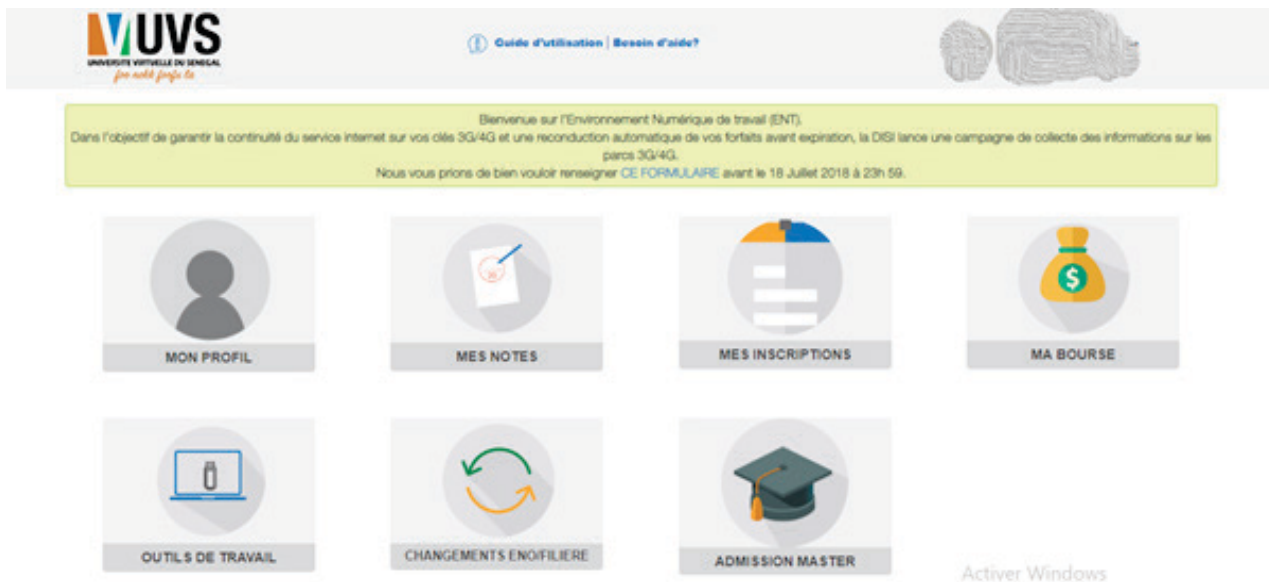 UVS
UNIVERSITE VIRTUELLE DU SENEGAL
foo nekk foofu la
Guide d'utilisation | Besoin d'aide?
Bienvenue sur l'Environnement Numérique de travail (ENT).
Dans l'objectif de garantir la continuité du service internet sur vos clés 3G/4G et une reconduction automatique de vos forfaits avant expiration, la DISI lance une campagne de collecte des informations sur les
parcs 3G/4G.
Nous vous prions de bien vouloir renseigner CE FORMULAIRE avant le 18 Juillet 2018 à 23h 59.
MON PROFIL
MES NOTES
MES INSCRIPTIONS
$
MA BOURSE
OUTILS DE TRAVAIL
CHANGEMENTS ENO/FILIERE
ADMISSION MASTER
Activer Windows